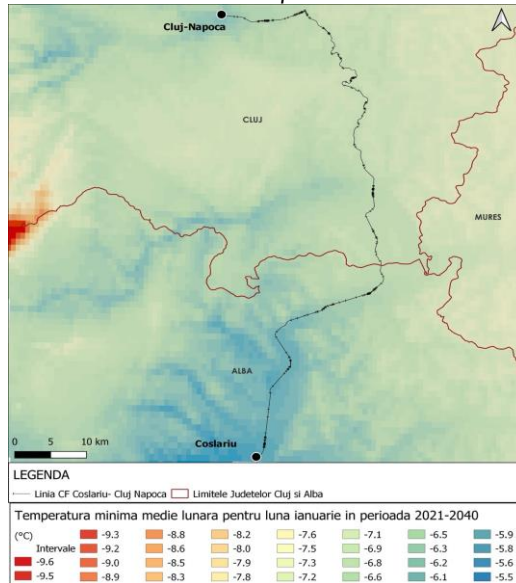 Cluj-Napoca
CLUJ
MURES
ALBA
Coslariu
0 5 10 km
LEGENDA
Linia CF Coslariu- Cluj Napoca Limitele Judetelor Cluj si Alba
Temperatura minima medie lunara pentru luna ianuarie in perioada 2021-2040
(°C) -9.3 -8.8 -8.2 -7.6 -7.1 -6.5 -5.9
Intervale -9.2 -8.6 -8.0 -7.5 -6.9 -6.3 -5.8
-9.6 -9.0 -8.5 -7.9 -7.3 -6.8 -6.2 -5.6
-9.5 -8.9 -8.3 -7.8 -7.2 -6.6 -6.1 -5.5